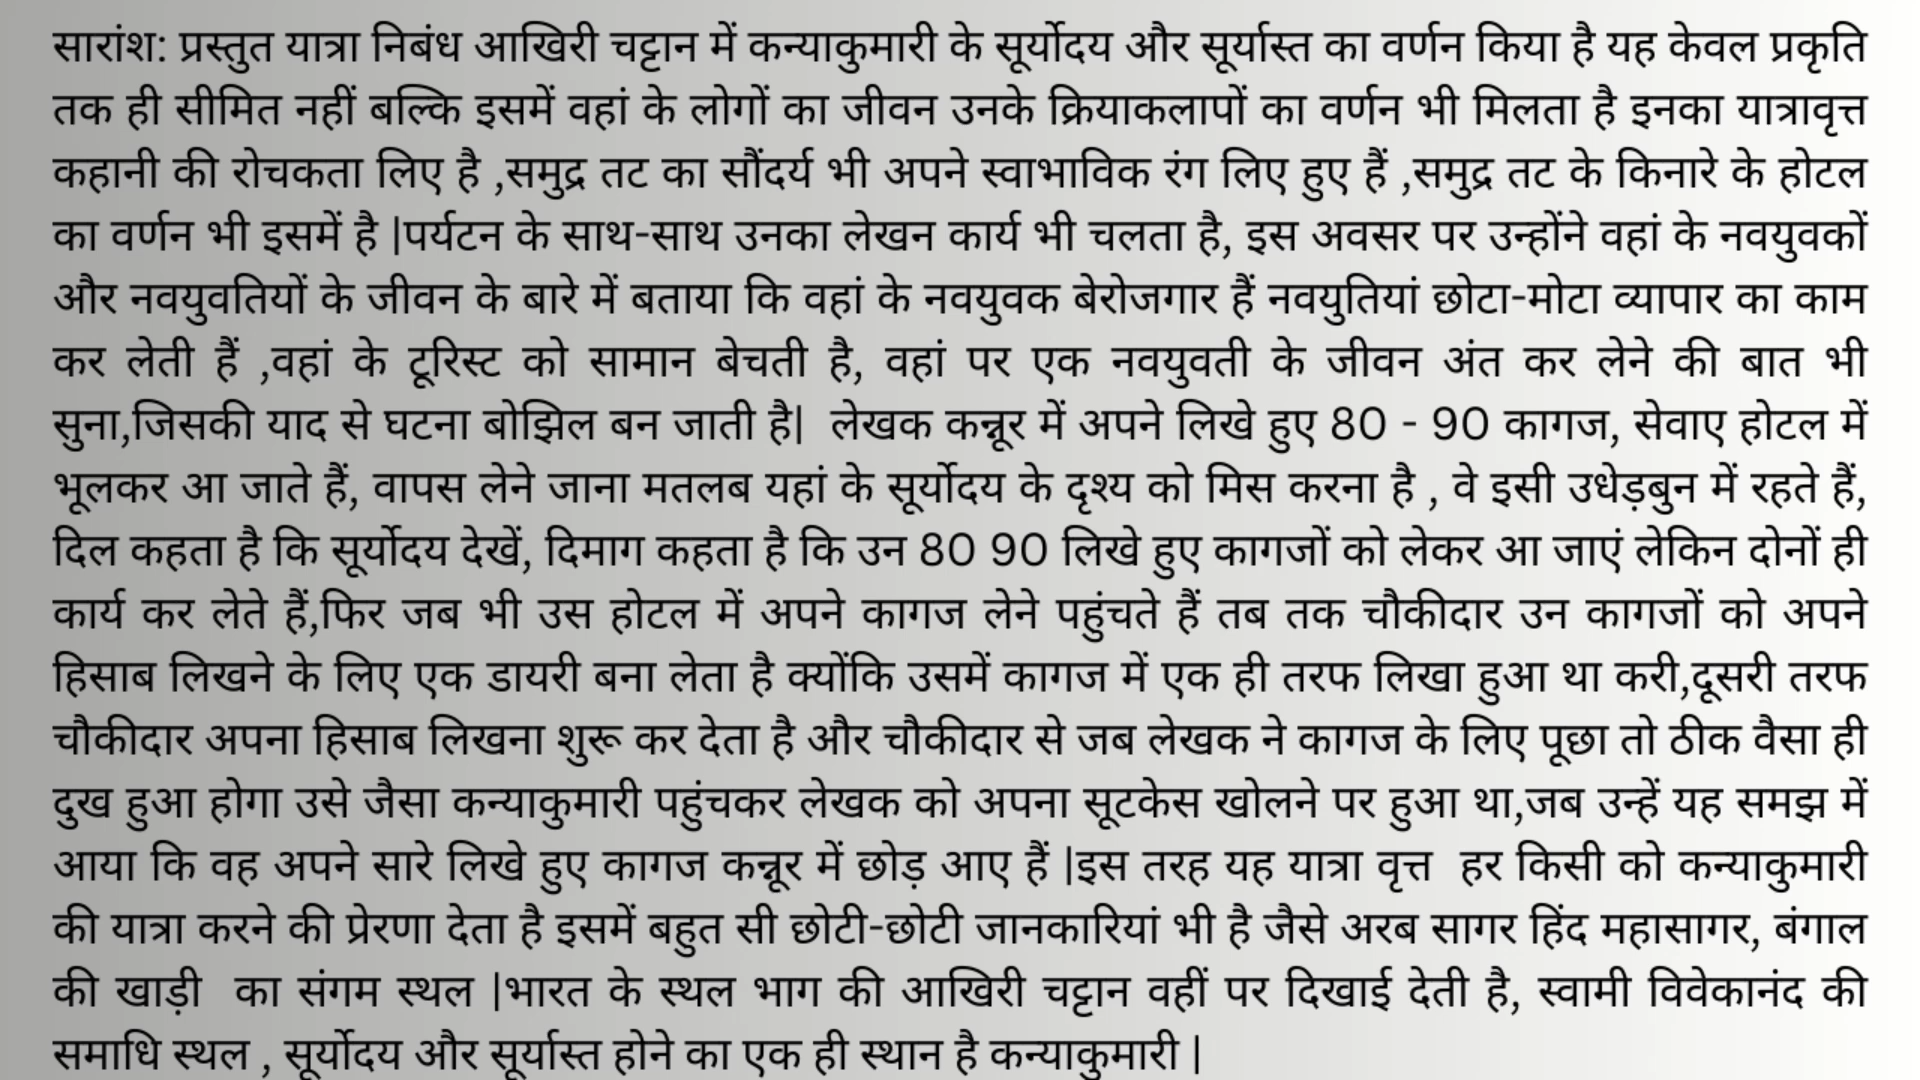 सारांश: प्रस्तुत यात्रा निबंध आखिरी चट्टान में कन्याकुमारी के सूर्योदय और सूर्यास्त का वर्णन किया है यह केवल प्रकृति
तक ही सीमित नहीं बल्कि इसमें वहां के लोगों का जीवन उनके क्रियाकलापों का वर्णन भी मिलता है इनका यात्रावृत्त
कहानी की रोचकता लिए है ,समुद्र तट का सौंदर्य भी अपने स्वाभाविक रंग लिए हुए हैं ,समुद्र तट के किनारे के होटल
का वर्णन भी इसमें है |पर्यटन के साथ-साथ उनका लेखन कार्य भी चलता है, इस अवसर पर उन्होंने वहां के नवयुवकों
और नवयुवतियों के जीवन के बारे में बताया कि वहां के नवयुवक बेरोजगार हैं नवयुतियां छोटा-मोटा व्यापार का काम
कर लेती हैं ,वहां के टूरिस्ट को सामान बेचती है, वहां पर एक नवयुवती के जीवन अंत कर लेने की बात भी
सुना,जिसकी याद से घटना बोझिल बन जाती है| लेखक कन्नूर में अपने लिखे हुए 80 - 90 कागज, सेवाए होटल में
भूलकर आ जाते हैं, वापस लेने जाना मतलब यहां के सूर्योदय के दृश्य को मिस करना है , वे इसी उधेड़बुन में रहते हैं,
दिल कहता है कि सूर्योदय देखें, दिमाग कहता है कि उन 80 90 लिखे हुए कागजों को लेकर आ जाएं लेकिन दोनों ही
कार्य कर लेते हैं,फिर जब भी उस होटल में अपने कागज लेने पहुंचते हैं तब तक चौकीदार उन कागजों को अपने
हिसाब लिखने के लिए एक डायरी बना लेता है क्योंकि उसमें कागज में एक ही तरफ लिखा हुआ था करी,दूसरी तरफ
चौकीदार अपना हिसाब लिखना शुरू कर देता है और चौकीदार से जब लेखक ने कागज के लिए पूछा तो ठीक वैसा ही
दुख हुआ होगा उसे जैसा कन्याकुमारी पहुंचकर लेखक को अपना सूटकेस खोलने पर हुआ था,जब उन्हें यह समझ में
आया कि वह अपने सारे लिखे हुए कागज कन्नूर में छोड़ आए हैं |इस तरह यह यात्रा वृत्त हर किसी को कन्याकुमारी
की यात्रा करने की प्रेरणा देता है इसमें बहुत सी छोटी-छोटी जानकारियां भी है जैसे अरब सागर हिंद महासागर, बंगाल
की खाड़ी का संगम स्थल |भारत के स्थल भाग की आखिरी चट्टान वहीं पर दिखाई देती है, स्वामी विवेकानंद की
समाधि स्थल , सूर्योदय और सूर्यास्त होने का एक ही स्थान है कन्याकुमारी |